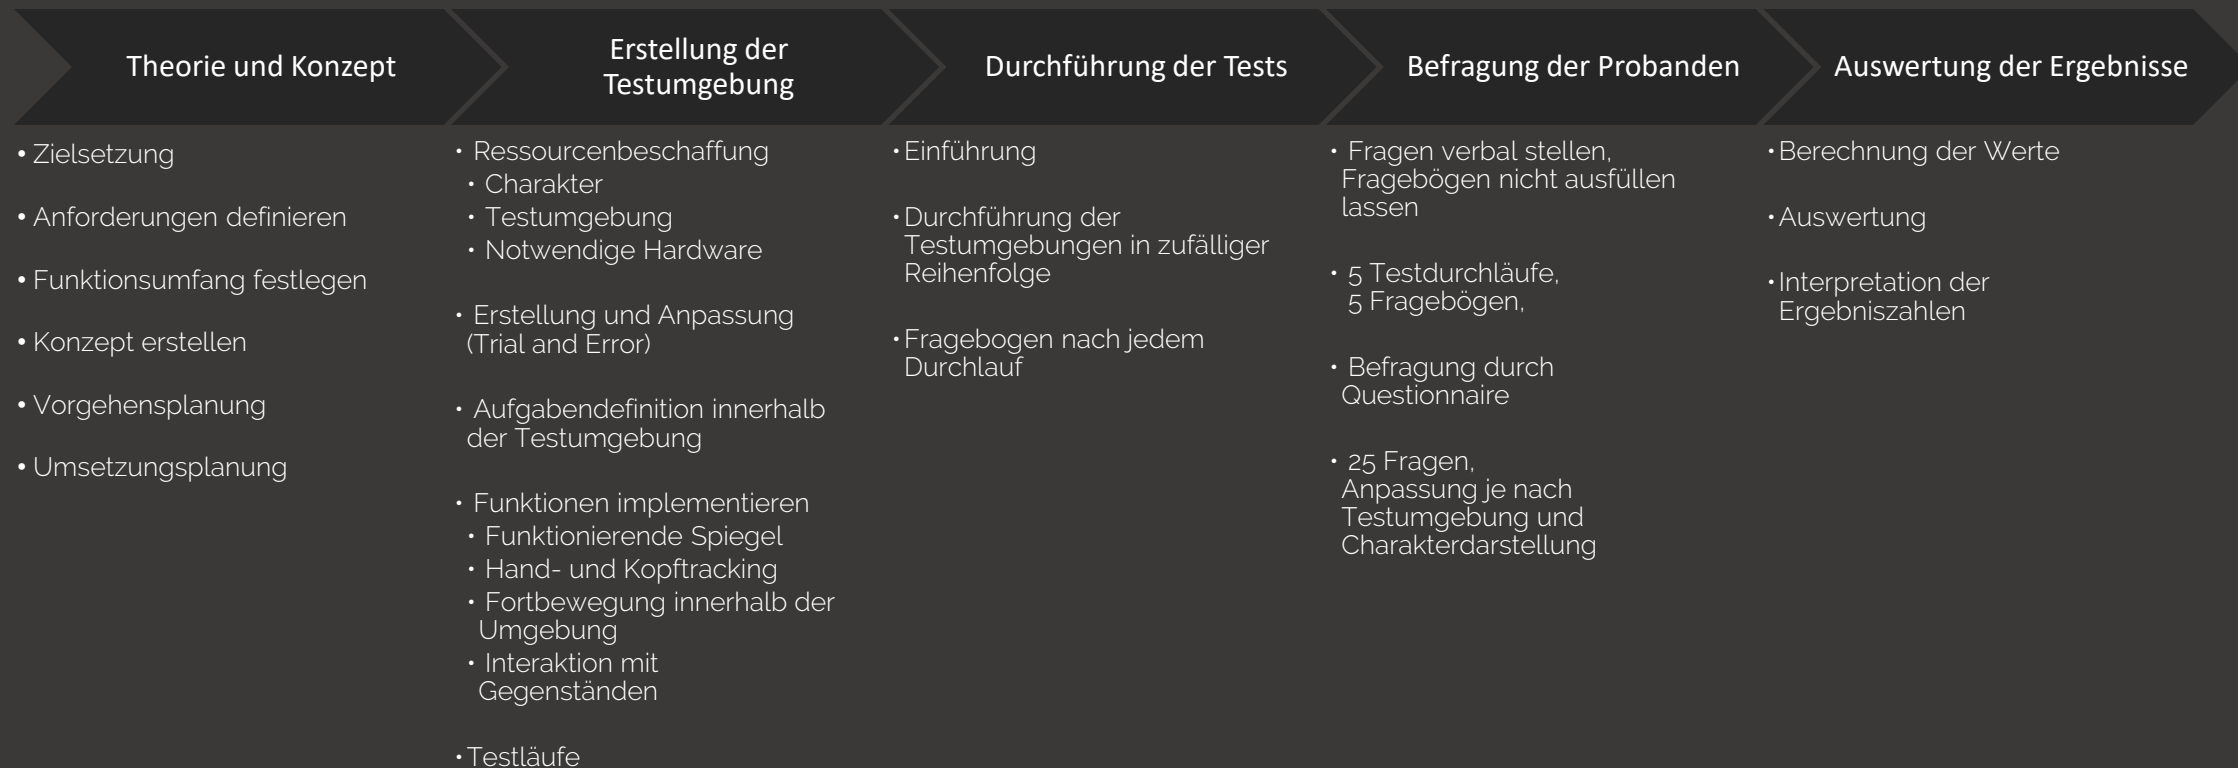 Theorie und Konzept
• Zielsetzung
• Anforderungen definieren
• Funktionsumfang festlegen
• Konzept erstellen
• Vorgehensplanung
• Umsetzungsplanung
Erstellung der
Testumgebung
• Ressourcenbeschaffung
• Charakter
• Testumgebung
• Notwendige Hardware
• Erstellung und Anpassung
(Trial and Error)
• Aufgabendefinition innerhalb
der Testumgebung
• Funktionen implementieren
• Funktionierende Spiegel
• Hand- und Kopftracking
• Fortbewegung innerhalb der
Umgebung
• Interaktion mit
Gegenständen
• Testläufe
Durchführung der Tests
• Einführung
• Durchführung der
Testumgebungen in zufälliger
Reihenfolge
• Fragebogen nach jedem
Durchlauf
Befragung der Probanden
• Fragen verbal stellen,
Fragebögen nicht ausfüllen
lassen
• 5 Testdurchläufe,
5 Fragebögen,
• Befragung durch
Questionnaire
• 25 Fragen,
Anpassung je nach
Testumgebung und
Charakterdarstellung
Auswertung der Ergebnisse
• Berechnung der Werte
• Auswertung
• Interpretation der
Ergebniszahlen